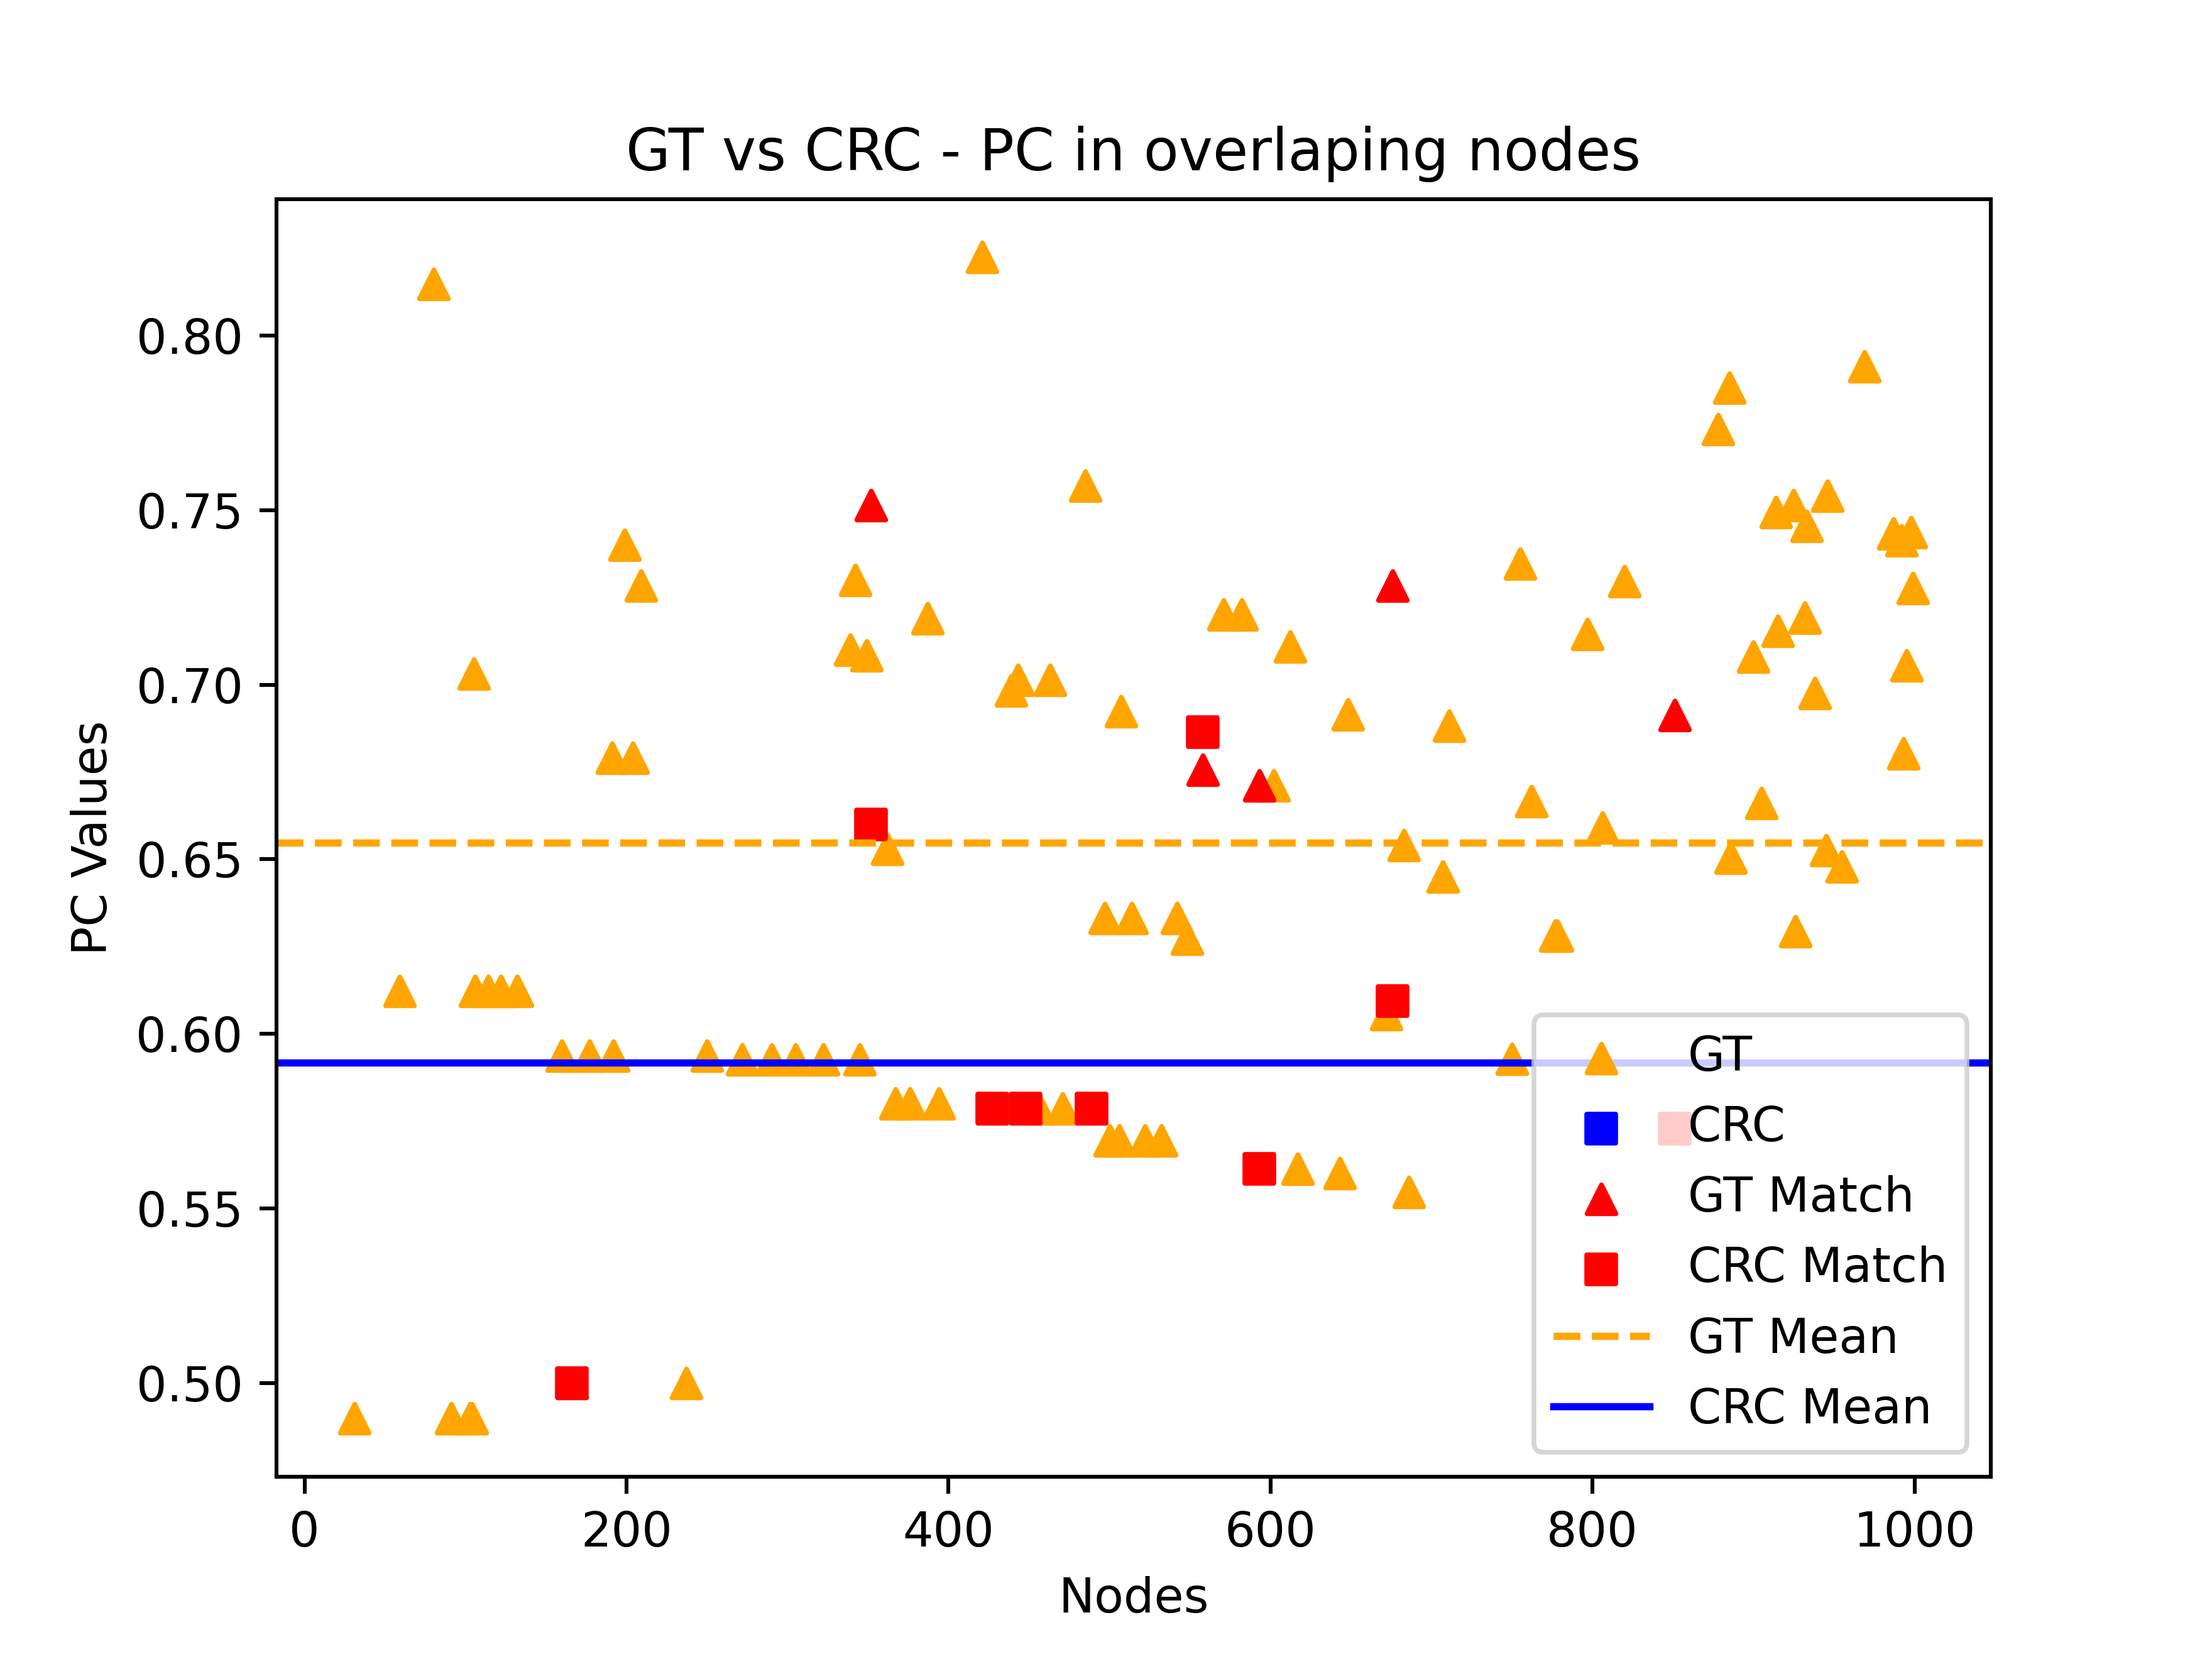 GT vs CRC - PC in overlaping nodes
PC Values
0.80
0.75
0.70
0.65
0.60
0.55
0.50
0 200 400 600 800 1000
Nodes
GT
CRC
GT Match
CRC Match
GT Mean
CRC Mean